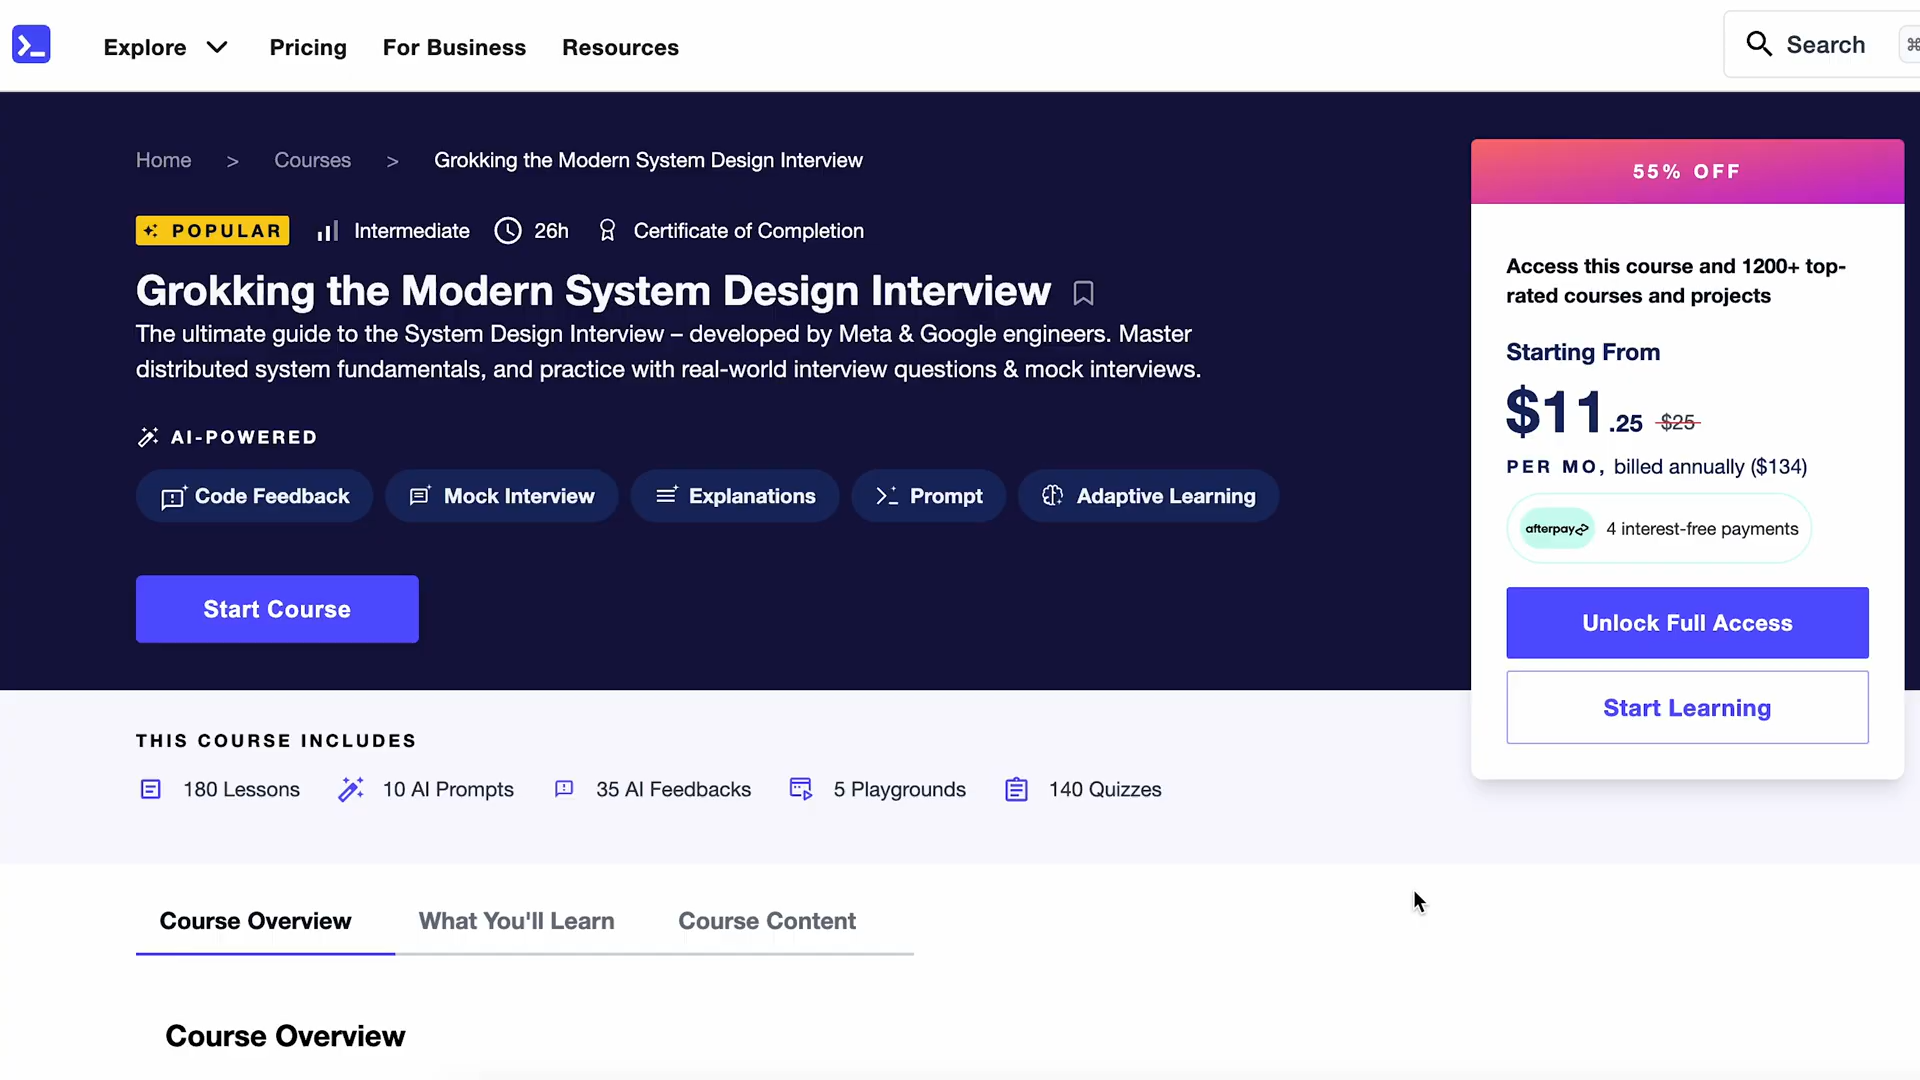 Explore
Pricing
For Business
Resources
Search
⌘
Home > Courses > Grokking the Modern System Design Interview
POPULAR
Intermediate
26h
Certificate of Completion
Grokking the Modern System Design Interview
The ultimate guide to the System Design Interview – developed by Meta & Google engineers. Master
distributed system fundamentals, and practice with real-world interview questions & mock interviews.
AI-POWERED
Code Feedback
Mock Interview
Explanations
Prompt
Adaptive Learning
Start Course
55% OFF
Access this course and 1200+ top-
rated courses and projects
Starting From
$11.25 $25
PER MO, billed annually ($134)
afterpay 4 interest-free payments
Unlock Full Access
Start Learning
THIS COURSE INCLUDES
180 Lessons
10 AI Prompts
35 AI Feedbacks
5 Playgrounds
140 Quizzes
Course Overview
What You'll Learn
Course Content
Course Overview